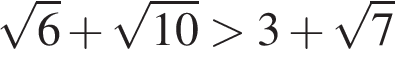 √6 + √10 > 3 + √7